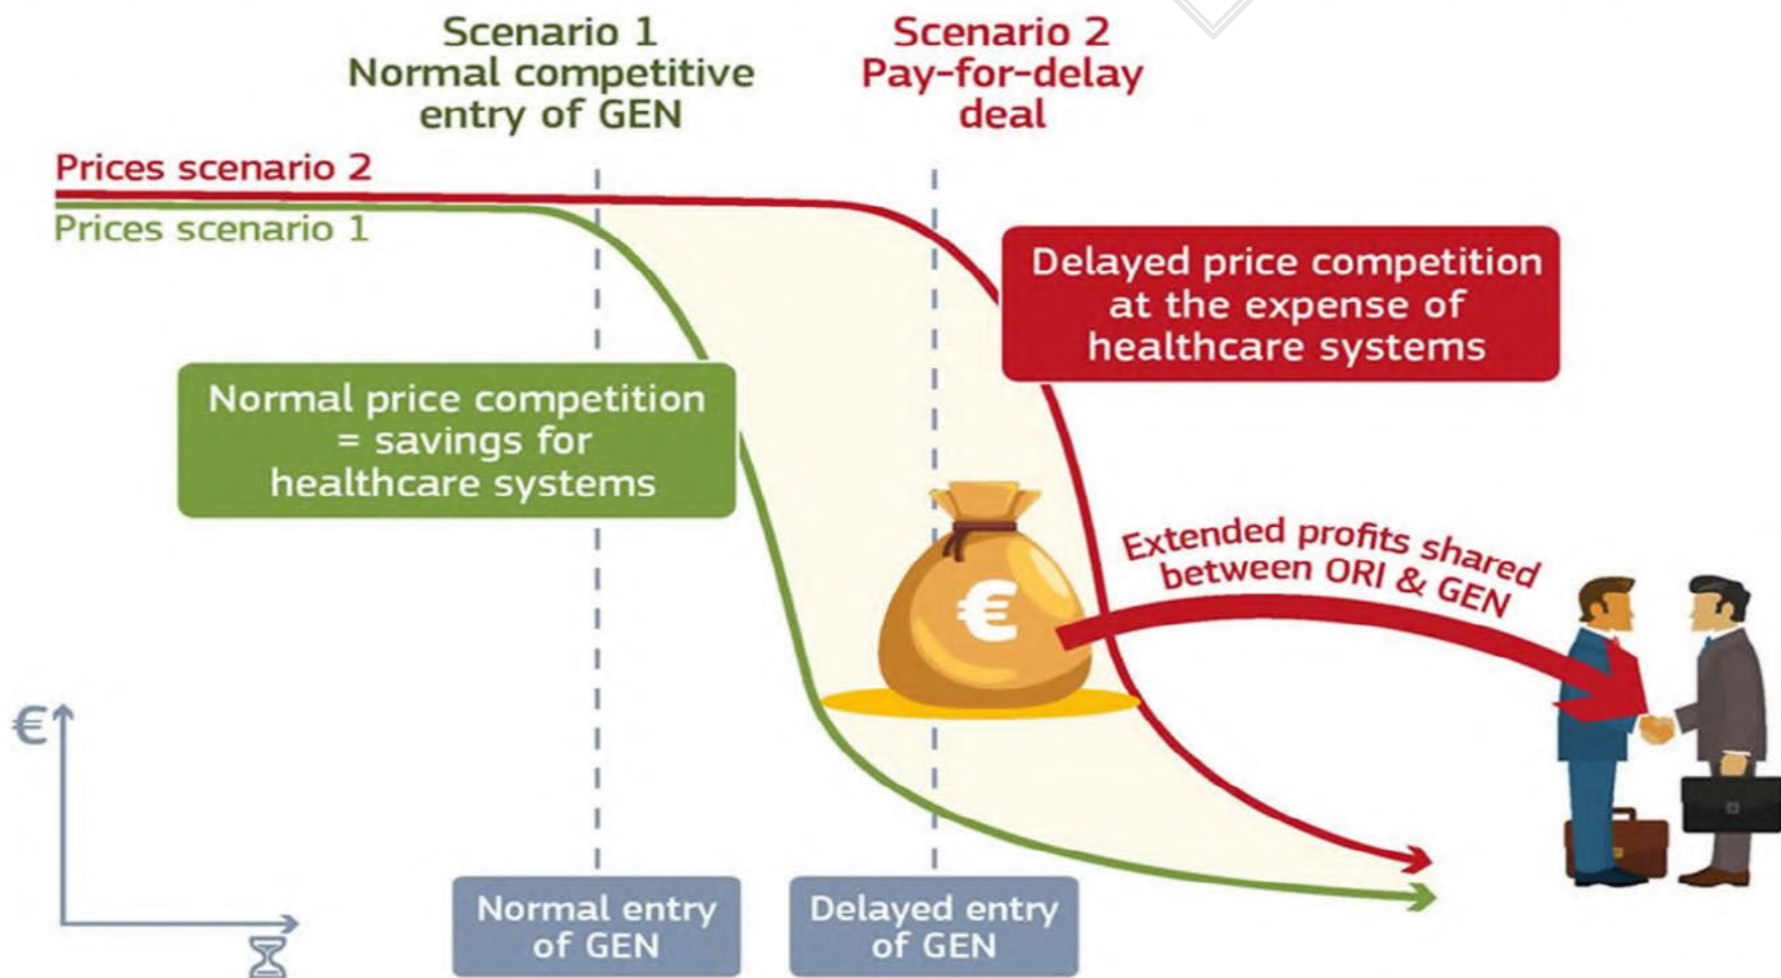 Scenario 1
Normal competitive
entry of GEN
Scenario 2
Pay-for-delay
deal
Prices scenario 2
Prices scenario 1
Delayed price competition
at the expense of
healthcare systems
Normal price competition
= savings for
healthcare systems
Extended profits shared
between ORI & GEN
€
€
Normal entry
of GEN
Delayed entry
of GEN